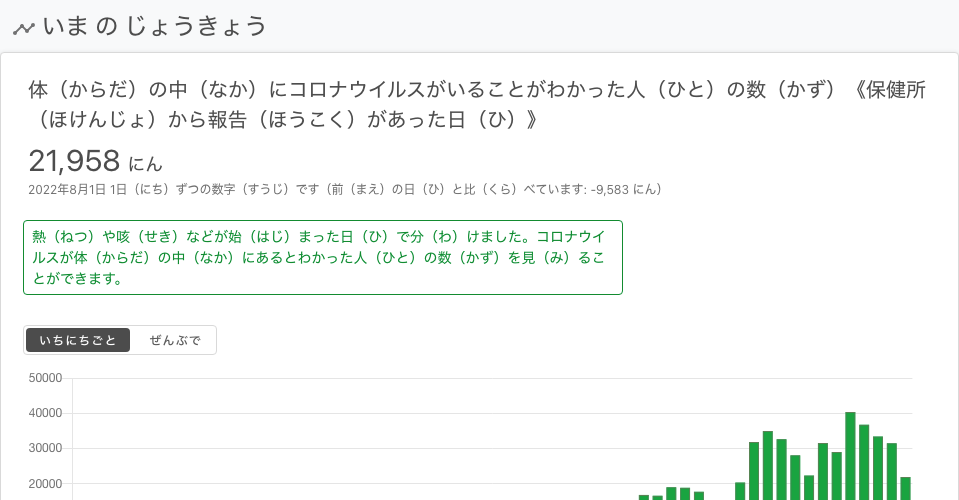 いま の じょうきょう
体（からだ）の中（なか）にコロナウイルスがいることがわかった人（ひと）の数（かず）《保健所
（ほけんじょ）から報告（ほうこく）があった日（ひ）》
21,958 にん
2022年8月1日 1日（にち）ずつの数字（すうじ）です（前（まえ）の日（ひ）と比（くら）べています: -9,583 にん）
熱（ねつ）や咳（せき）などが始（はじ）まった日（ひ）で分（わ）けました。コロナウイ
ルスが体（からだ）の中（なか）にあるとわかった人（ひと）の数（かず）を見（み）るこ
とができます。
いちにちごと ぜんぶで
50000
40000
30000
20000